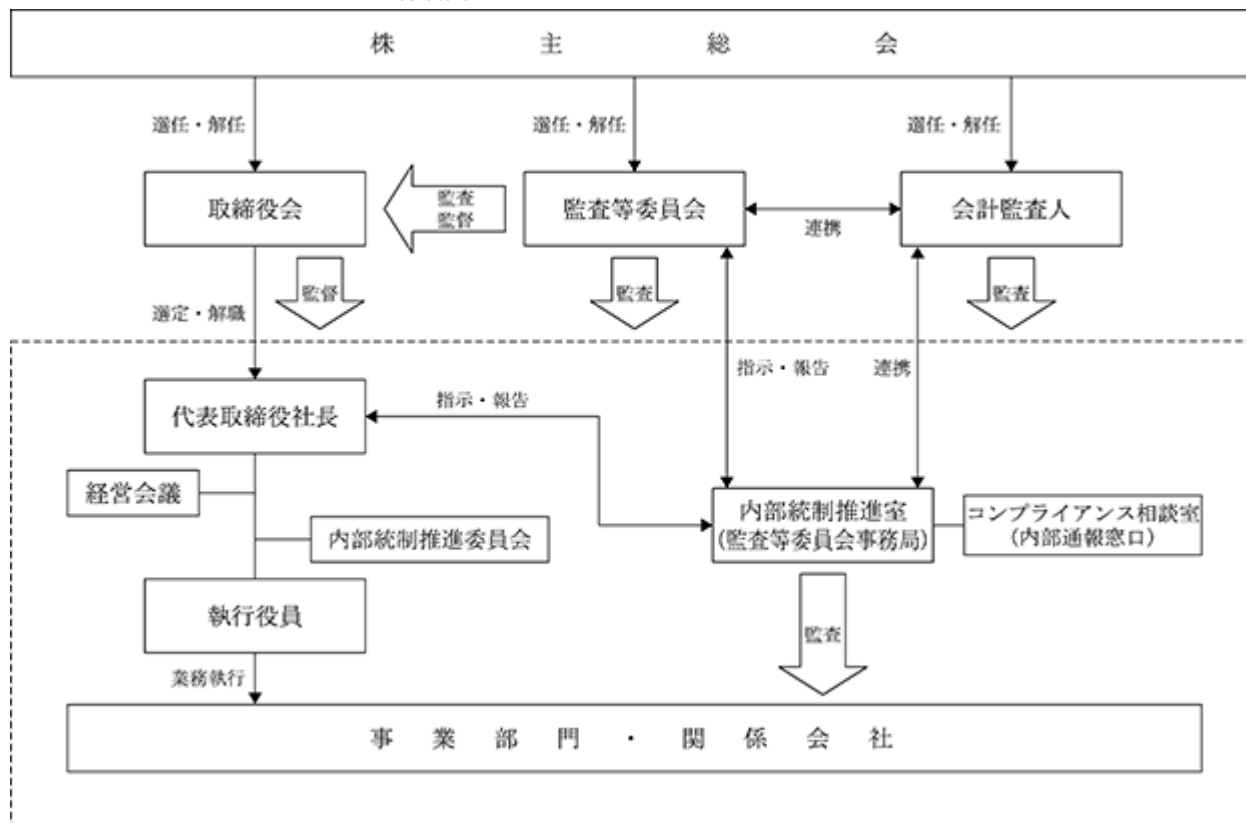 株主総会
選任・解任
選任・解任
選任・解任
取締役会
監査
監督
監査等委員会
連携
会計監査人
監督
監査
監査
選定・解職
指示・報告
連携
代表取締役社長
指示・報告
経営会議
内部統制推進委員会
内部統制推進室
(監査等委員会事務局)
コンプライアンス相談室
(内部通報窓口)
執行役員
監査
業務執行
事業部門・関係会社